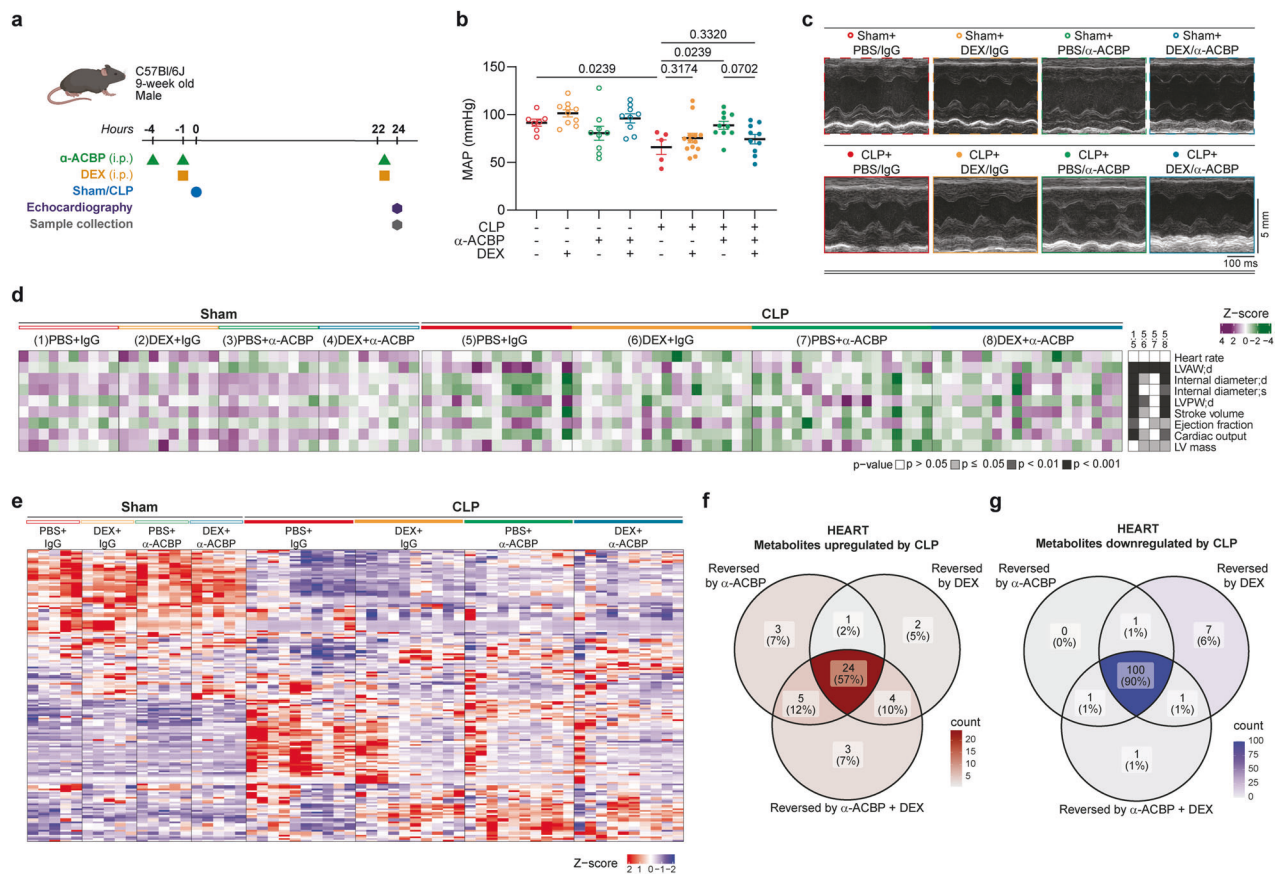 a
C57Bl/6J
9-week old
Male
Hours
-4 -1 0 22 24
α-ACBP (i.p.)
DEX (i.p.)
Sham/CLP
Echocardiography
Sample collection
b
0.3320
0.0239
0.0239 0.3174 0.0702
MAP (mmHg)
150
100
50
0
CLP - - - - + + + +
α-ACBP - - + + - - + +
DEX - + - + - + - +
c
Sham+ Sham+ Sham+ Sham+
PBS/IgG DEX/IgG PBS/α-ACBP DEX/α-ACBP
CLP+ CLP+ CLP+ CLP+
PBS/IgG DEX/IgG PBS/α-ACBP DEX/α-ACBP
5 mm
100 ms
d
Sham CLP
(1)PBS+IgG (2)DEX+IgG (3)PBS+α-ACBP (4)DEX+α-ACBP (5)PBS+IgG (6)DEX+IgG (7)PBS+α-ACBP (8)DEX+α-ACBP
Z-score
4 2 0 -2 -4
1 5 5 5
5 6 7 8
Heart rate
LVAW;d
Internal diameter;d
Internal diameter;s
LVPW;d
Stroke volume
Ejection fraction
Cardiac output
LV mass
p-value p > 0.05 p ≤ 0.05 p < 0.01 p < 0.001
e
Sham CLP
PBS+ DEX+ PBS+ DEX+ PBS+ DEX+ PBS+ DEX+
IgG IgG α-ACBP α-ACBP IgG IgG α-ACBP α-ACBP
Z-score
2 1 0 -1 -2
f
HEART
Metabolites upregulated by CLP
Reversed by α-ACBP
Reversed by DEX
3
(7%)
1
(2%)
2
(5%)
24
(57%)
5
(12%)
4
(10%)
3
(7%)
Reversed by α-ACBP + DEX
count
20
15
10
5
g
HEART
Metabolites downregulated by CLP
Reversed by α-ACBP
Reversed by DEX
0
(0%)
1
(1%)
7
(6%)
100
(90%)
1
(1%)
1
(1%)
1
(1%)
Reversed by α-ACBP + DEX
count
100
75
50
25
0